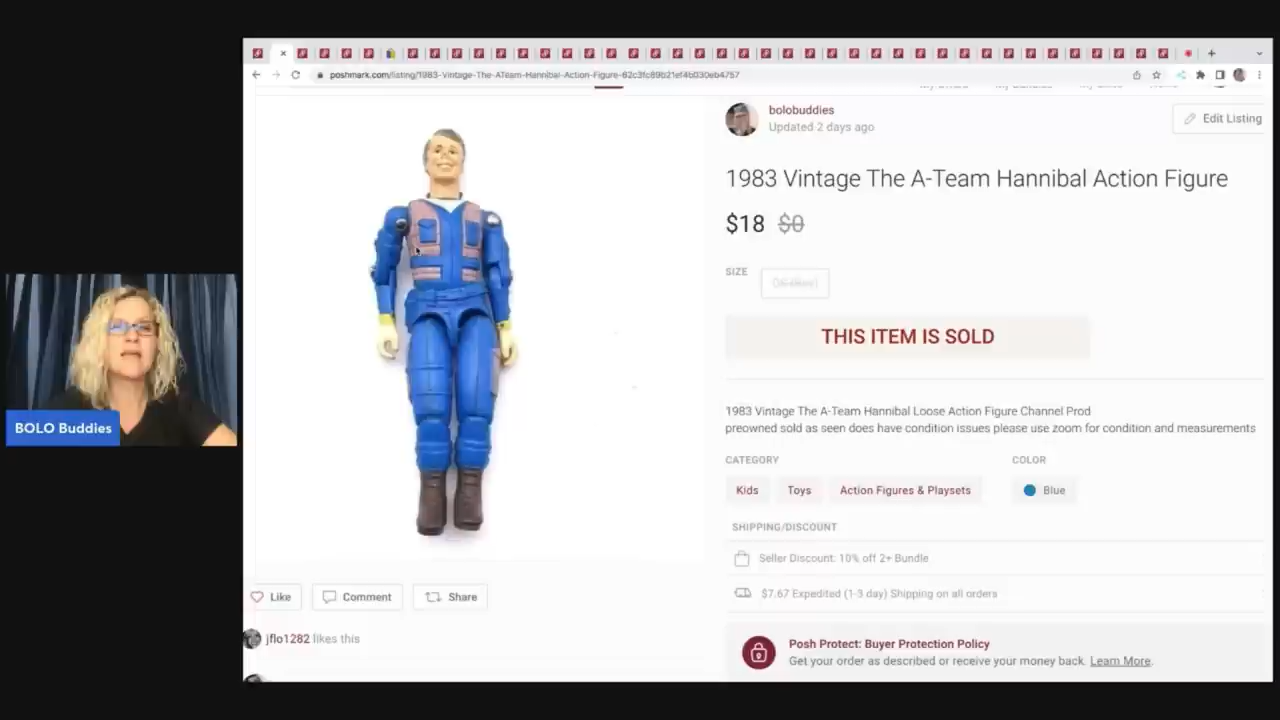 poshmark.com/listing/1983-Vintage-The-ATeam-Hannibal-Action-Figure-62c3fc89b21ef4b030eb4757
bolobuddies
Updated 2 days ago
Edit Listing
1983 Vintage The A-Team Hannibal Action Figure
$18 $0
SIZE
THIS ITEM IS SOLD
1983 Vintage The A-Team Hannibal Loose Action Figure Channel Prod
preowned sold as seen does have condition issues please use zoom for condition and measurements
CATEGORY
COLOR
Kids
Toys
Action Figures & Playsets
Blue
SHIPPING/DISCOUNT
Seller Discount: 10% off 2+ Bundle
$7.67 Expedited (1-3 day) Shipping on all orders
Posh Protect: Buyer Protection Policy
Get your order as described or receive your money back. Learn More.
Like
Comment
Share
jflo1282 likes this
BOLO Buddies